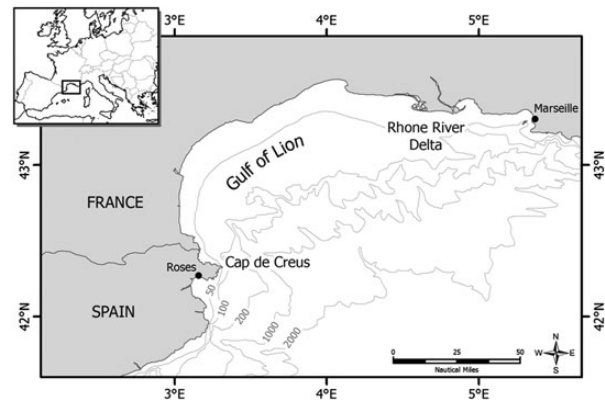 3°E
4°E
5°E
Marseille
Rhone River
Delta
43°N
43°N
Gulf of Lion
FRANCE
Cap de Creus
Roses
50
100
200
1000
2000
42°N
42°N
SPAIN
N
W
E
S
0
25
50
Nautical Miles
3°E
4°E
5°E